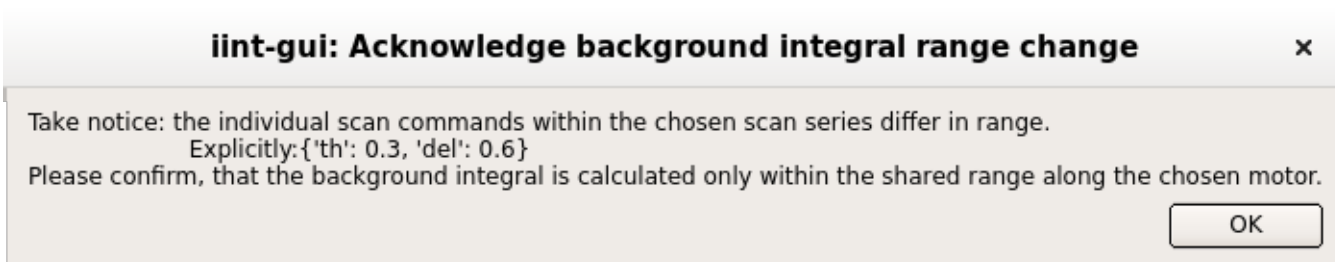 iint-gui: Acknowledge background integral range change ×
Take notice: the individual scan commands within the chosen scan series differ in range.
Explicitly:{'th': 0.3, 'del': 0.6}
Please confirm, that the background integral is calculated only within the shared range along the chosen motor.
OK